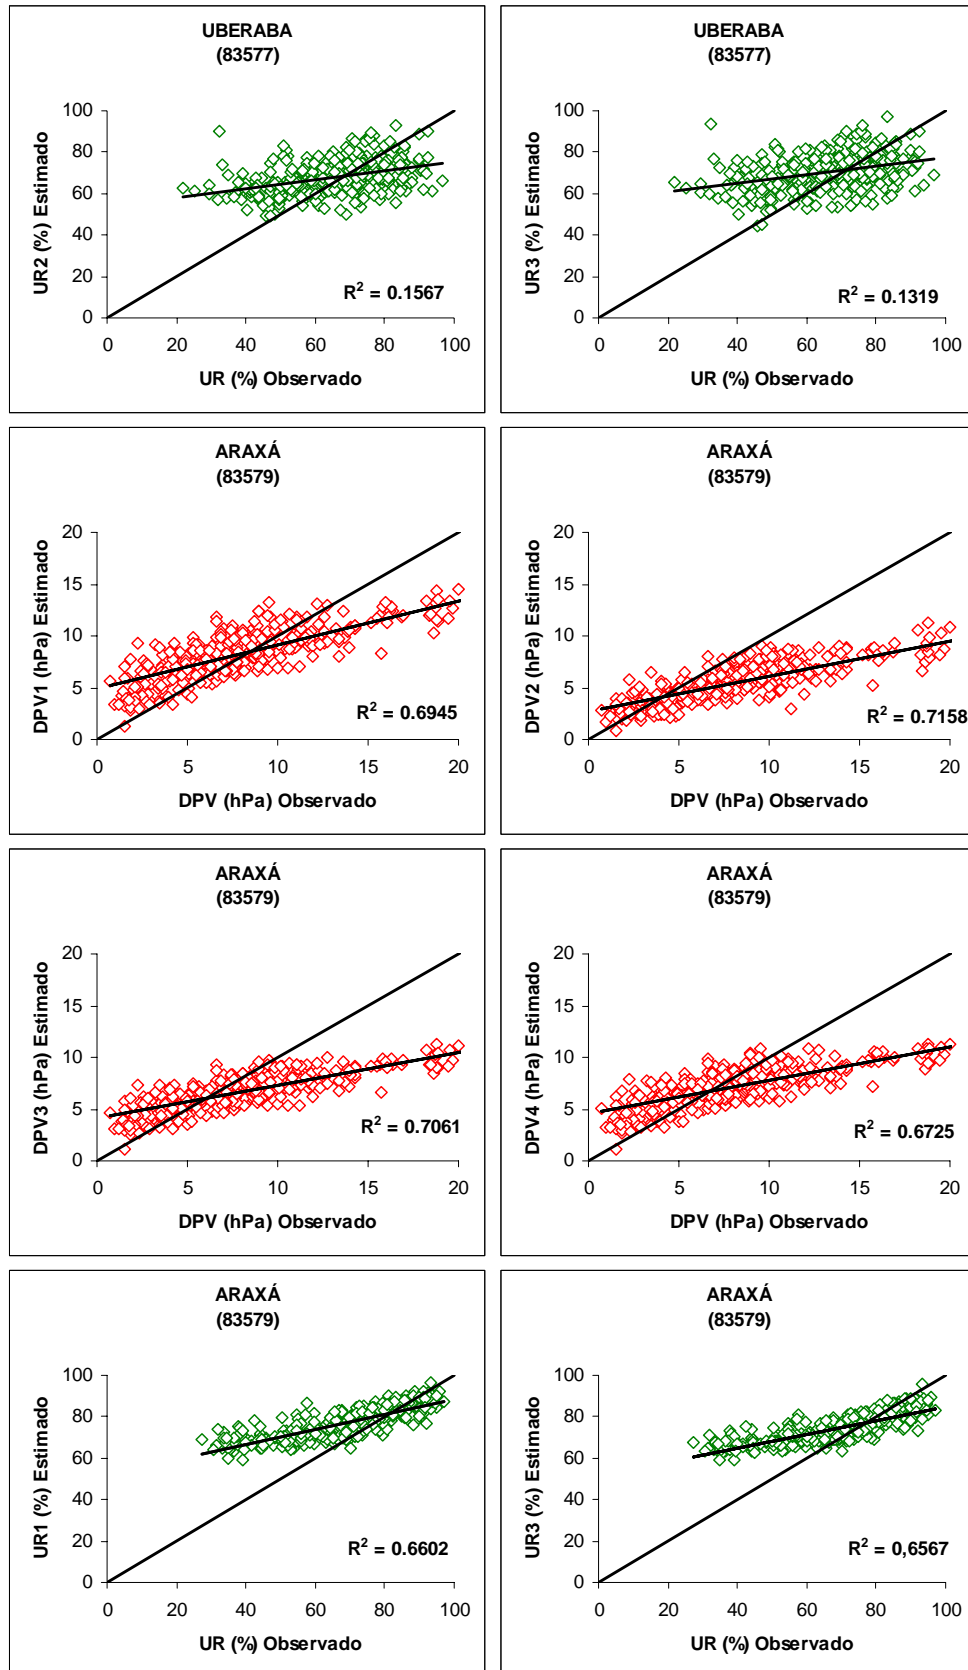 UBERABA
(83577)
100
80
60
40
20
0
UR2 (%) Estimado
R² = 0.1567
0 20 40 60 80 100
UR (%) Observado
UBERABA
(83577)
100
80
60
40
20
0
UR3 (%) Estimado
R² = 0.1319
0 20 40 60 80 100
UR (%) Observado
ARAXÁ
(83579)
20
15
10
5
0
DPV1 (hPa) Estimado
R² = 0.6945
0 5 10 15 20
DPV (hPa) Observado
ARAXÁ
(83579)
20
15
10
5
0
DPV2 (hPa) Estimado
R² = 0.7158
0 5 10 15 20
DPV (hPa) Observado
ARAXÁ
(83579)
20
15
10
5
0
DPV3 (hPa) Estimado
R² = 0.7061
0 5 10 15 20
DPV (hPa) Observado
ARAXÁ
(83579)
20
15
10
5
0
DPV4 (hPa) Estimado
R² = 0.6725
0 5 10 15 20
DPV (hPa) Observado
ARAXÁ
(83579)
100
80
60
40
20
0
UR1 (%) Estimado
R² = 0.6602
0 20 40 60 80 100
UR (%) Observado
ARAXÁ
(83579)
100
80
60
40
20
0
UR3 (%) Estimado
R² = 0,6567
0 20 40 60 80 100
UR (%) Observado